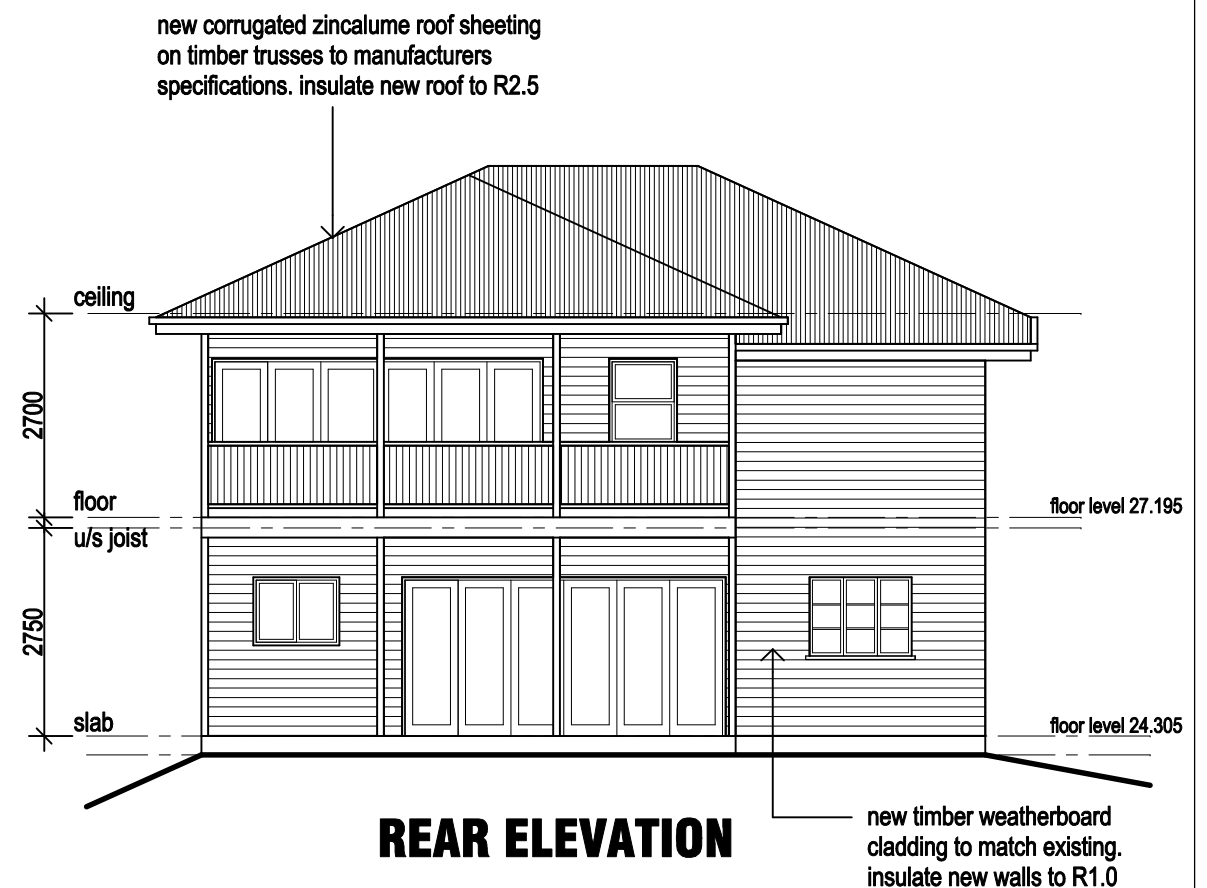 new corrugated zincalume roof sheeting
on timber trusses to manufacturers
specifications. insulate new roof to R2.5
ceiling
2700
floor
floor level 27.195
u/s joist
2750
slab
floor level 24.305
REAR ELEVATION
new timber weatherboard
cladding to match existing.
insulate new walls to R1.0